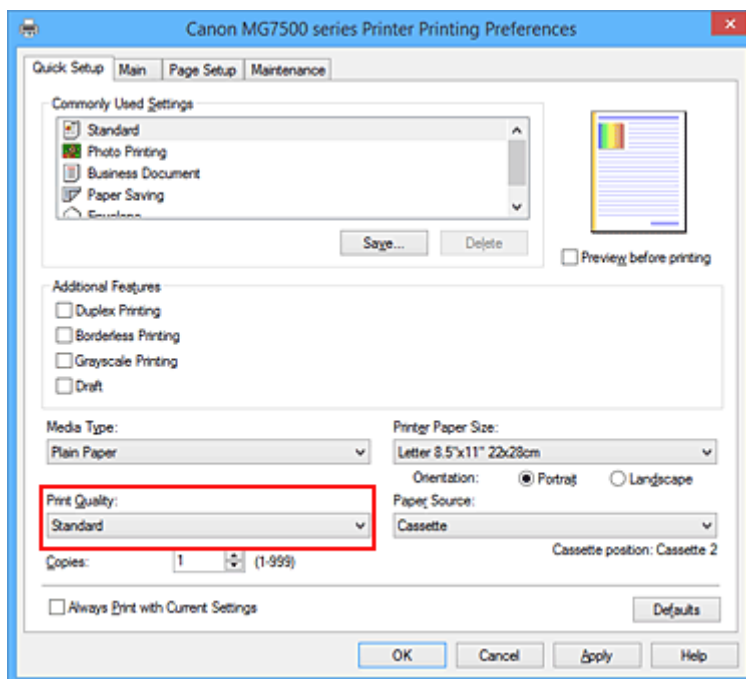 Canon MG7500 series Printer Printing Preferences
Quick Setup Main Page Setup Maintenance
Commonly Used Settings
Standard
Photo Printing
Business Document
Paper Saving
Envelope
Save... Delete
Preview before printing
Additional Features
Duplex Printing
Borderless Printing
Grayscale Printing
Draft
Media Type:
Plain Paper
Printer Paper Size:
Letter 8.5"x11" 22x28cm
Orientation: Portrait Landscape
Print Quality:
Standard
Paper Source:
Cassette
Cassette position: Cassette 2
Copies: 1 (1-999)
Always Print with Current Settings
Defaults
OK Cancel Apply Help